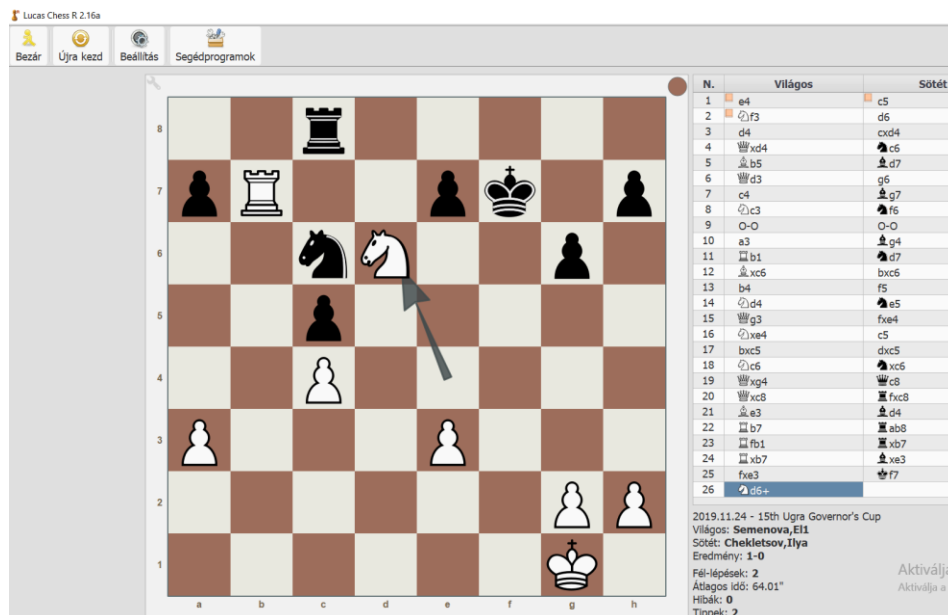 Lucas Chess R 2.16a
Bezár Újra kezd Beállítás Segédprogramok
N. Világos Sötét
1 e4 c5
2 ♘f3 d6
3 d4 cxd4
4 ♕xd4 ♞c6
5 ♗b5 ♝d7
6 ♕d3 g6
7 c4 ♝g7
8 ♘c3 ♞f6
9 O-O O-O
10 a3 ♝g4
11 ♖b1 ♞d7
12 ♗xc6 bxc6
13 b4 f5
14 ♘d4 ♞e5
15 ♕g3 fxe4
16 ♘xe4 c5
17 bxc5 dxc5
18 ♘c6 ♞xc6
19 ♕xg4 ♛c8
20 ♕xc8 ♜fxc8
21 ♗e3 ♝d4
22 ♖b7 ♜ab8
23 ♖fb1 ♜xb7
24 ♖xb7 ♝xe3
25 fxe3 ♚f7
26 ♘d6+
8
7
6
5
4
3
2
1
a b c d e f g h
2019.11.24 - 15th Ugra Governor's Cup
Világos: Semenova,El1
Sötét: Chekletsov,Ilya
Eredmény: 1-0
Fél-lépések: 2
Átlagos idő: 64.01"
Hibák: 0
Tippek: 2
Aktiválja
Aktiválja a